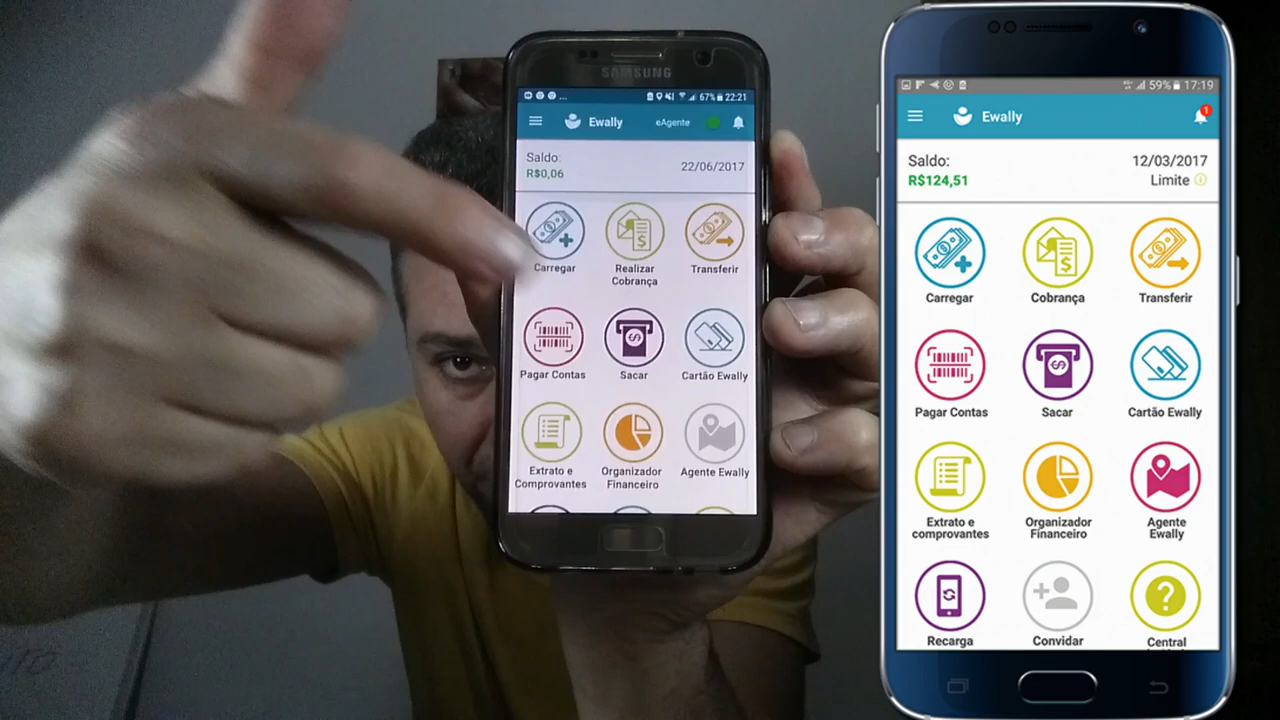 SAMSUNG
67% 22:21
Ewally
eAgente
Saldo:
R$0,06
22/06/2017
Carregar
Realizar
Cobrança
Transferir
Pagar Contas
Sacar
Cartão Ewally
Extrato e
Comprovantes
Organizador
Financeiro
Agente Ewally
59% 17:19
Ewally
1
Saldo:
R$124,51
12/03/2017
Limite
Carregar
Cobrança
Transferir
Pagar Contas
Sacar
Cartão Ewally
Extrato e
comprovantes
Organizador
Financeiro
Agente
Ewally
Recarga
Convidar
Central